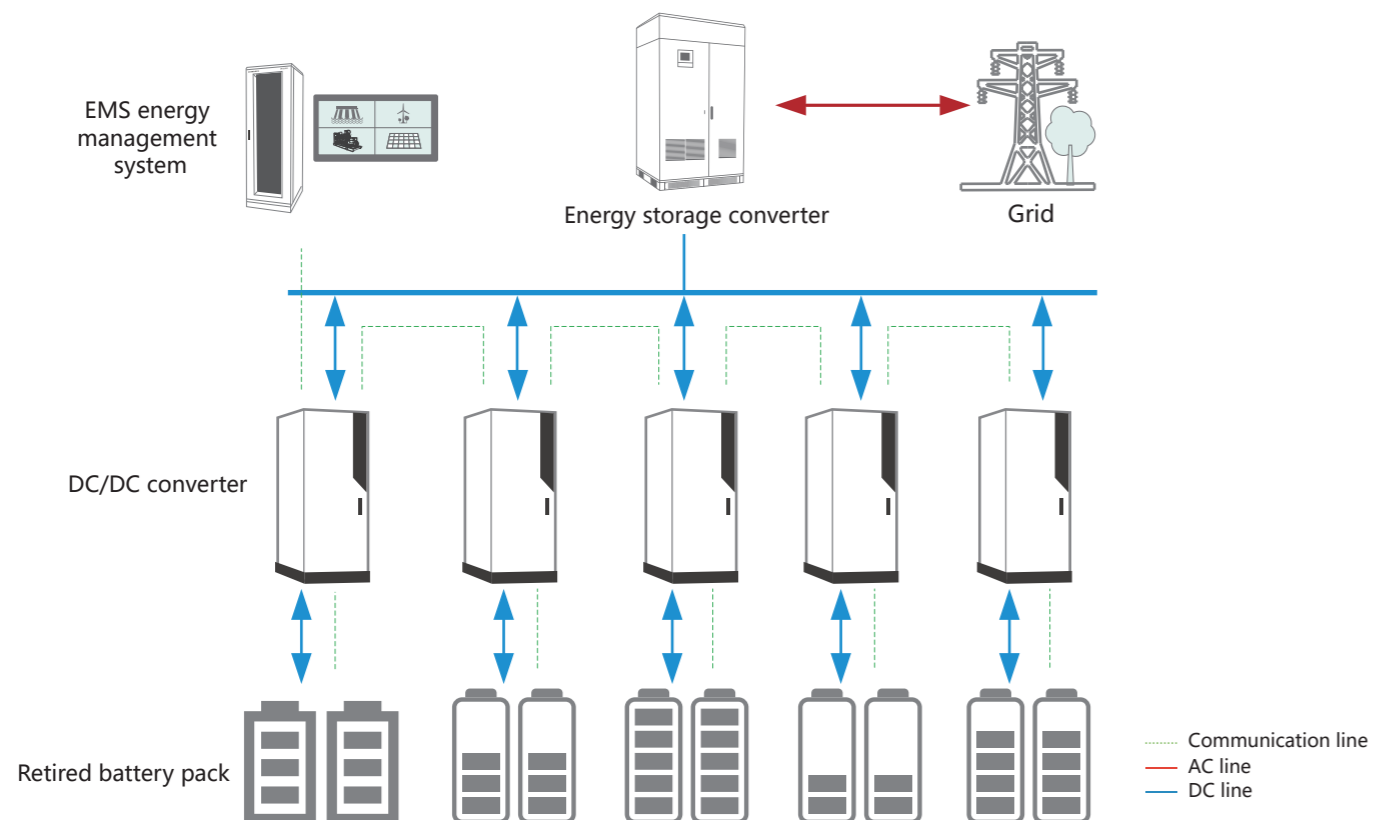 EMS energy
management
system
Energy storage converter
Grid
DC/DC converter
Retired battery pack
Communication line
AC line
DC line